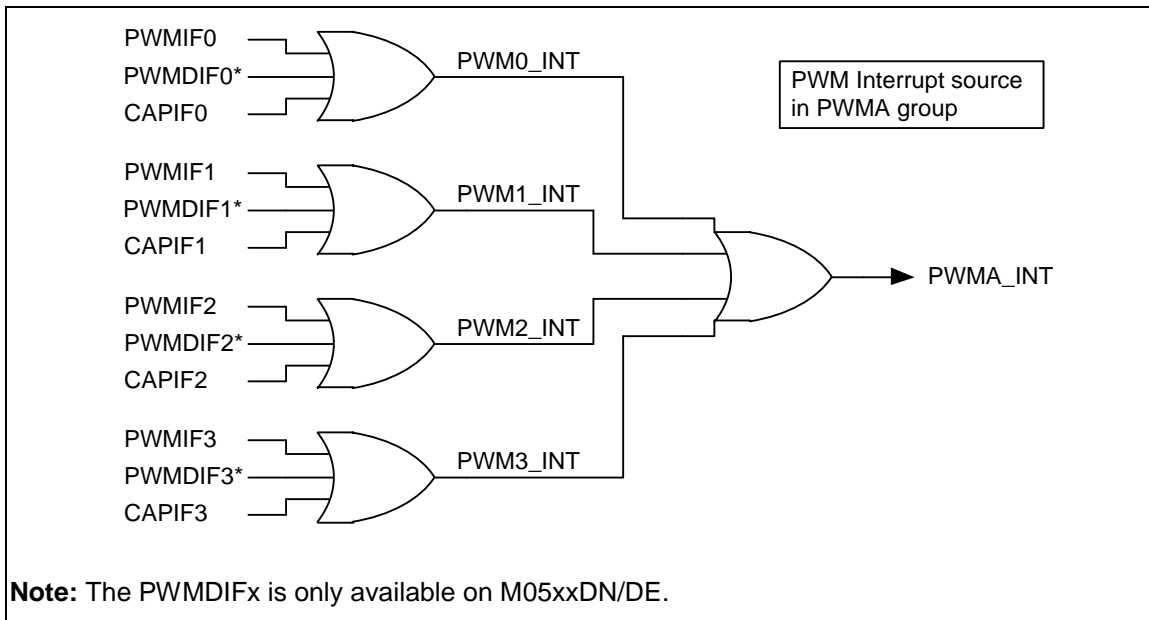 PWMIF0
PWMDIF0*
CAPIF0
PWM0_INT
PWM Interrupt source
in PWMA group
PWMIF1
PWMDIF1*
CAPIF1
PWM1_INT
PWMA_INT
PWMIF2
PWMDIF2*
CAPIF2
PWM2_INT
PWMIF3
PWMDIF3*
CAPIF3
PWM3_INT
Note: The PWMDIFx is only available on M05xxDN/DE.